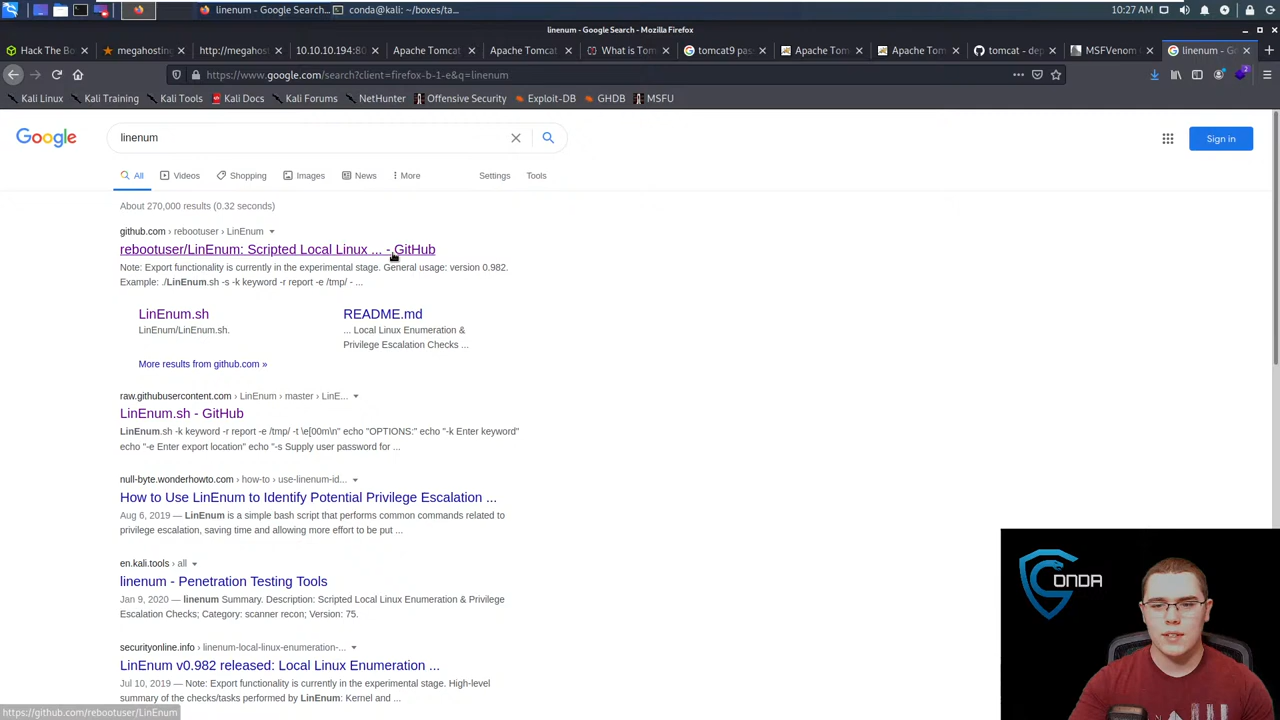 linenum - Google Search...
conda@kali: ~/boxes/ta...
10:27 AM
linenum - Google Search - Mozilla Firefox
Hack The Bo
megahosting
http://megahost
10.10.10.194:80
Apache Tomcat
Apache Tomcat
What is Tom
tomcat9 pas
Apache Tom
Apache Tom
tomcat - dep
MSFVenom
linenum - Go
https://www.google.com/search?client=firefox-b-1-e&q=linenum
2
Kali Linux
Kali Training
Kali Tools
Kali Docs
Kali Forums
NetHunter
Offensive Security
Exploit-DB
GHDB
MSFU
Google
linenum
Sign in
All
Videos
Shopping
Images
News
More
Settings
Tools
About 270,000 results (0.32 seconds)
github.com › rebootuser › LinEnum
rebootuser/LinEnum: Scripted Local Linux ... - GitHub
Note: Export functionality is currently in the experimental stage. General usage: version 0.982.
Example: ./LinEnum.sh -s -k keyword -r report -e /tmp/ - ...
LinEnum.sh
LinEnum/LinEnum.sh.
README.md
... Local Linux Enumeration &
Privilege Escalation Checks ...
More results from github.com »
raw.githubusercontent.com › LinEnum › master › LinE...
LinEnum.sh - GitHub
LinEnum.sh -k keyword -r report -e /tmp/ -t \e[00m\n" echo "OPTIONS:" echo "-k Enter keyword"
echo "-e Enter export location" echo "-s Supply user password for ...
null-byte.wonderhowto.com › how-to › use-linenum-id...
How to Use LinEnum to Identify Potential Privilege Escalation ...
Aug 6, 2019 — LinEnum is a simple bash script that performs common commands related to
privilege escalation, saving time and allowing more effort to be put ...
en.kali.tools › all
linenum - Penetration Testing Tools
Jan 9, 2020 — linenum Summary. Description: Scripted Local Linux Enumeration & Privilege
Escalation Checks; Category: scanner recon; Version: 75.
securityonline.info › linenum-local-linux-enumeration-...
LinEnum v0.982 released: Local Linux Enumeration ...
Jul 10, 2019 — Note: Export functionality is currently in the experimental stage. High-level
summary of the checks/tasks performed by LinEnum: Kernel and ...
https://github.com/rebootuser/LinEnum
CONDA